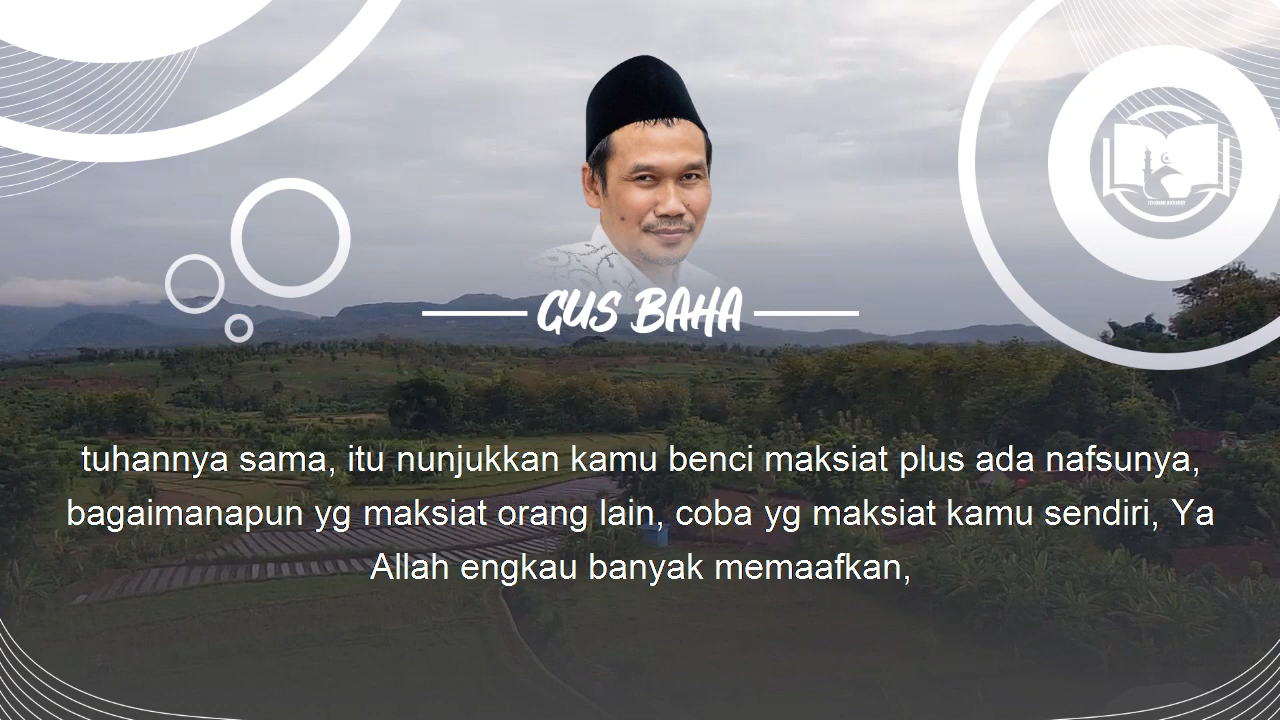 GUS BAHA
tuhannya sama, itu nunjukkan kamu benci maksiat plus ada nafsunya,
bagaimanapun yg maksiat orang lain, coba yg maksiat kamu sendiri, Ya
Allah engkau banyak memaafkan,